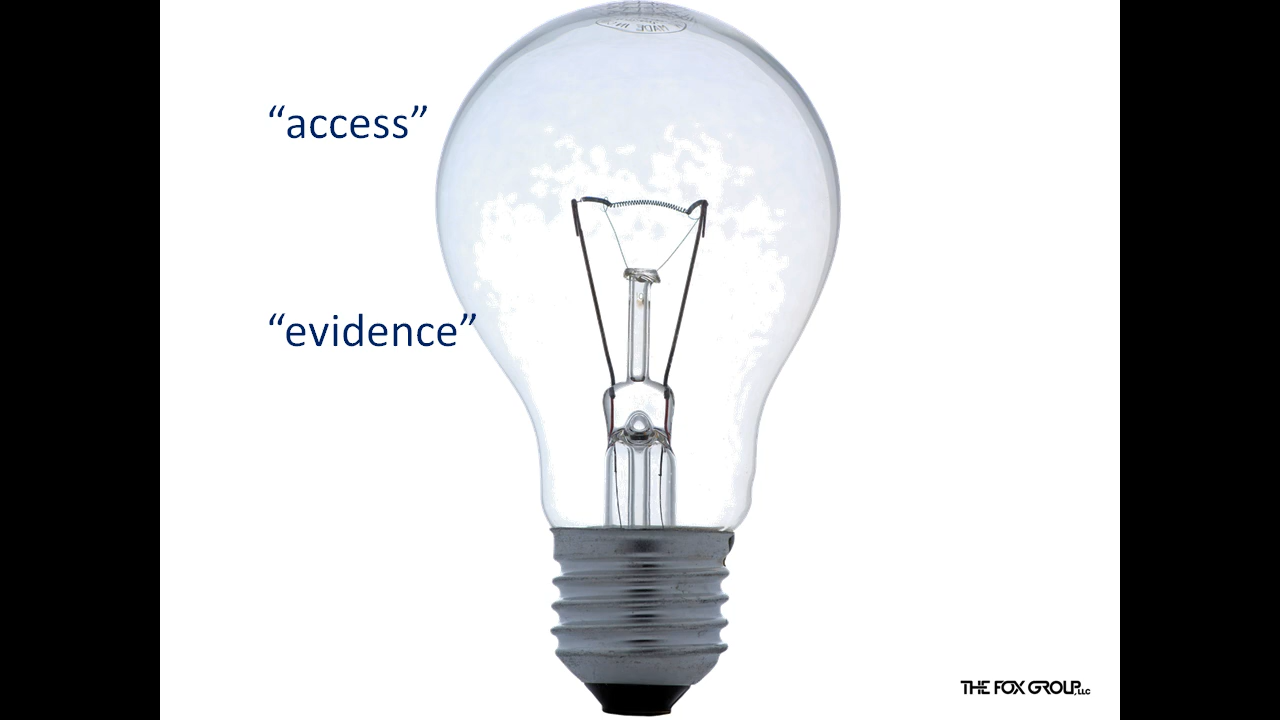 “access”
“evidence”
THE FOX GROUP, LLC